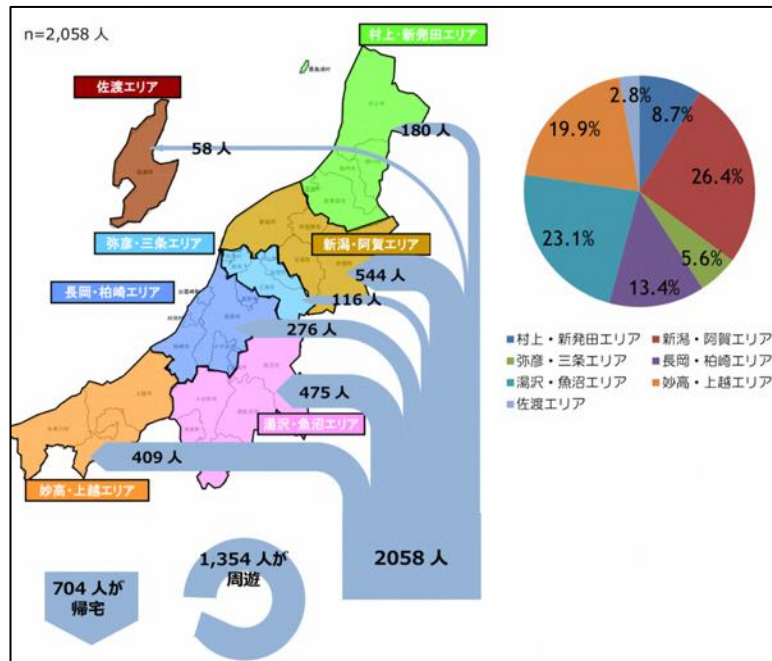 n=2,058 人
村上・新発田エリア
粟島浦村
佐渡エリア
180 人
58 人
弥彦・三条エリア
新潟・阿賀エリア
544 人
長岡・柏崎エリア
116 人
276 人
475 人
湯沢・魚沼エリア
409 人
妙高・上越エリア
2058 人
1,354 人が
周遊
704 人が
帰宅
2.8%
8.7%
19.9%
26.4%
23.1%
5.6%
13.4%
村上・新発田エリア
新潟・阿賀エリア
弥彦・三条エリア
長岡・柏崎エリア
湯沢・魚沼エリア
妙高・上越エリア
佐渡エリア